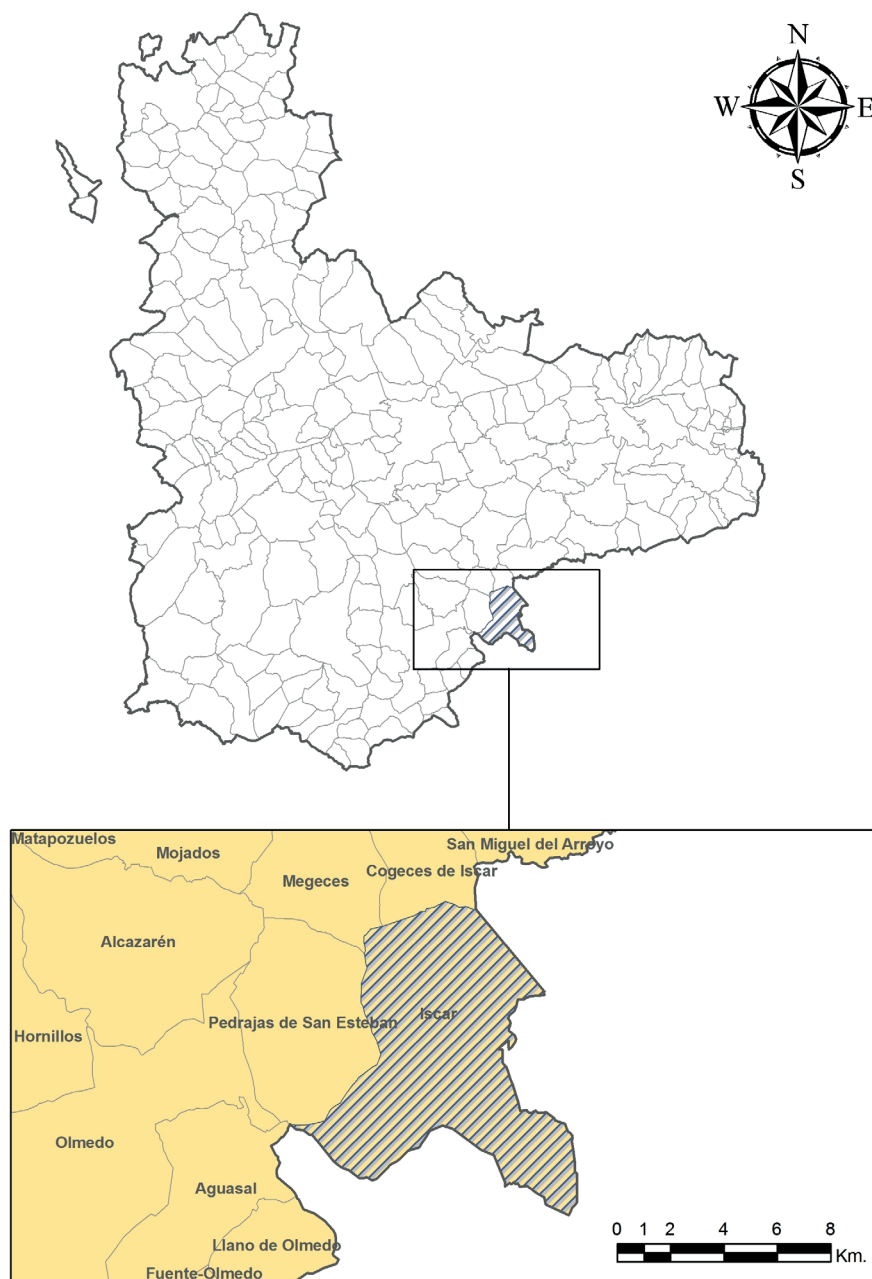 N
W
E
S
San Miguel del Arroyo
Matapozuelos
Mojados
Cogeces de Iscar
Megeces
Alcazarén
Iscar
Pedrajas de San Esteban
Hornillos
Olmedo
Aguasal
Llano de Olmedo
Fuente-Olmedo
0 1 2 4 6 8
Km.